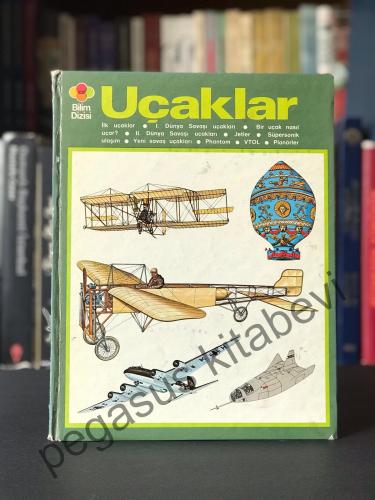 Bilim
Dizisi
Uçaklar
İlk uçaklar • I. Dünya Savaşı uçakları • Bir uçak nasıl
uçar? • II. Dünya Savaşı uçakları • Jetler • Süpersonik
ulaşım • Yeni savaş uçakları • Phantom • VTOL • Planörler
pegasus kitabevi